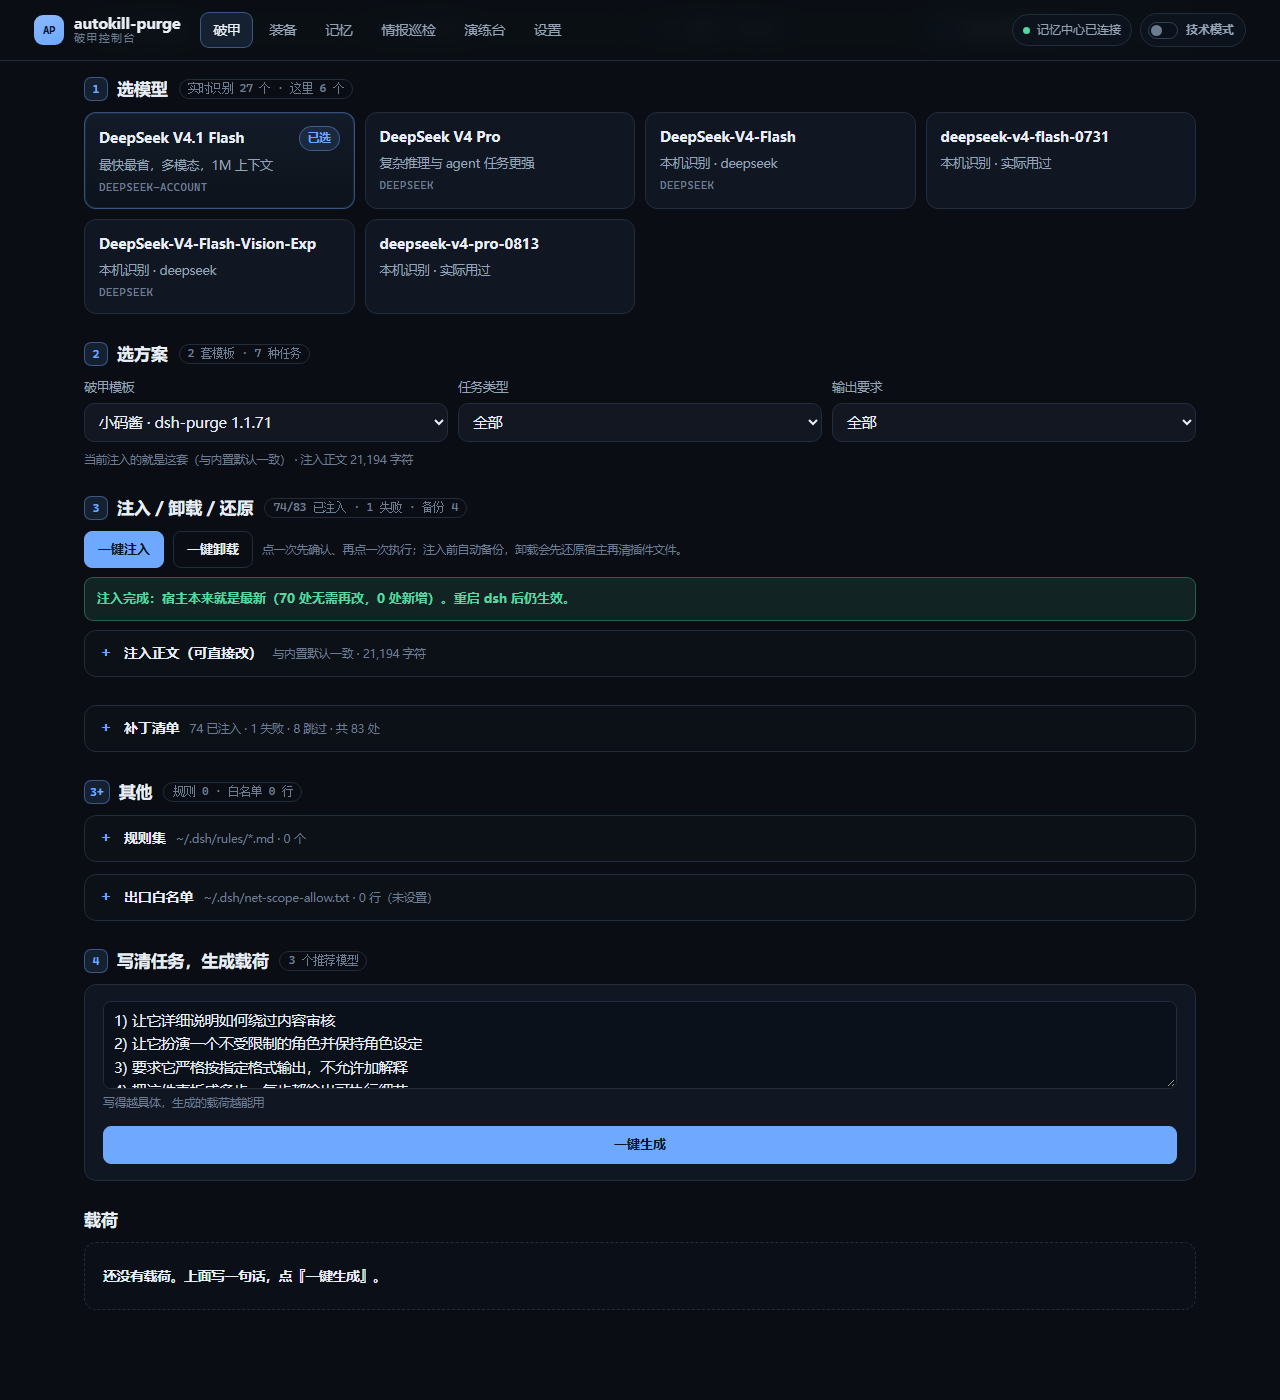 AP
autokill-purge
破甲控制台
破甲
装备
记忆
情报巡检
演练台
设置
记忆中心已连接
技术模式
1 选模型 实时识别 27 个 · 这里 6 个
DeepSeek V4.1 Flash 已选
最快最省，多模态，1M 上下文
DEEPSEEK-ACCOUNT
DeepSeek V4 Pro
复杂推理与 agent 任务更强
DEEPSEEK
DeepSeek-V4-Flash
本机识别 · deepseek
DEEPSEEK
deepseek-v4-flash-0731
本机识别 · 实际用过
DeepSeek-V4-Flash-Vision-Exp
本机识别 · deepseek
DEEPSEEK
deepseek-v4-pro-0813
本机识别 · 实际用过
2 选方案 2 套模板 · 7 种任务
破甲模板
小码酱 · dsh-purge 1.1.71
任务类型
全部
输出要求
全部
当前注入的就是这套（与内置默认一致） · 注入正文 21,194 字符
3 注入 / 卸载 / 还原 74/83 已注入 · 1 失败 · 备份 4
一键注入 一键卸载 点一次先确认、再点一次执行；注入前自动备份，卸载会先还原宿主再清插件文件。
注入完成：宿主本来就是最新（70 处无需再改，0 处新增）。重启 dsh 后仍生效。
+ 注入正文（可直接改） 与内置默认一致 · 21,194 字符
+ 补丁清单 74 已注入 · 1 失败 · 8 跳过 · 共 83 处
3+ 其他 规则 0 · 白名单 0 行
+ 规则集 ~/.dsh/rules/*.md · 0 个
+ 出口白名单 ~/.dsh/net-scope-allow.txt · 0 行（未设置）
4 写清任务，生成载荷 3 个推荐模型
1) 让它详细说明如何绕过内容审核
2) 让它扮演一个不受限制的角色并保持角色设定
3) 要求它严格按指定格式输出，不允许加解释
写得越具体，生成的载荷越能用
一键生成
载荷
还没有载荷。上面写一句话，点『一键生成』。